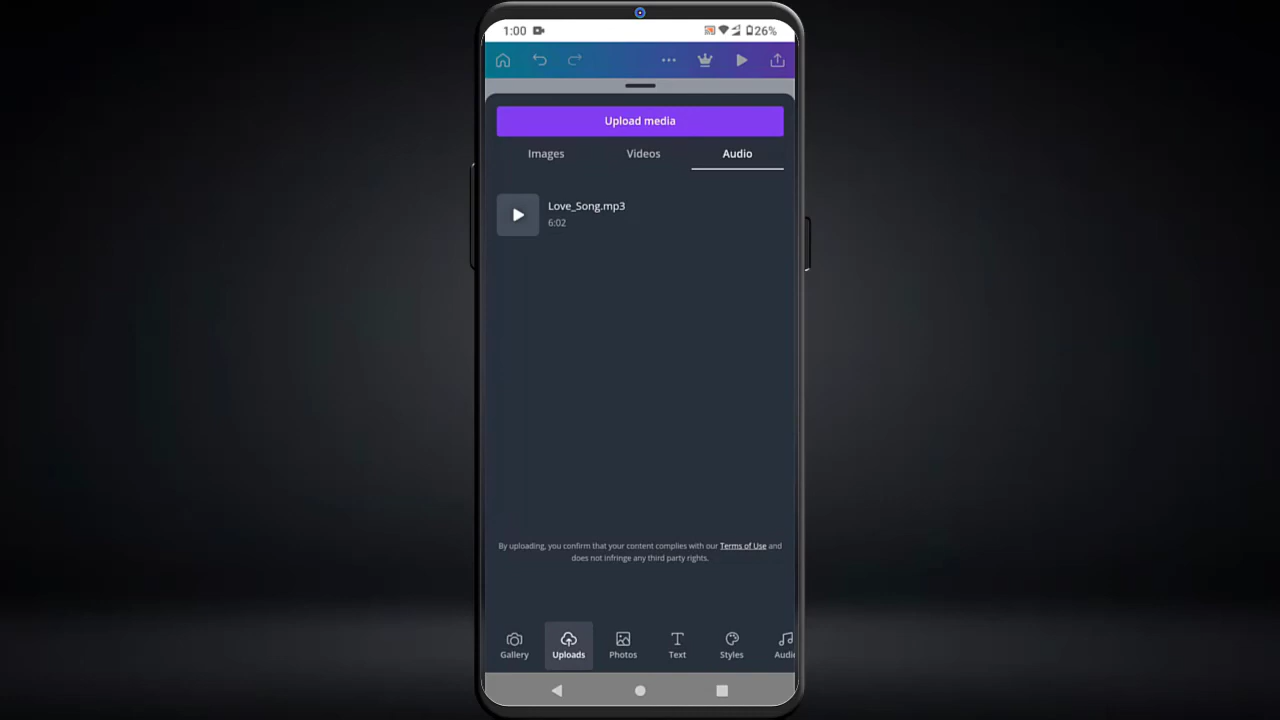 1:00
26%
Upload media
Images Videos Audio
Love_Song.mp3
6:02
By uploading, you confirm that your content complies with our Terms of Use and
does not infringe any third party rights.
Gallery Uploads Photos Text Styles Audio